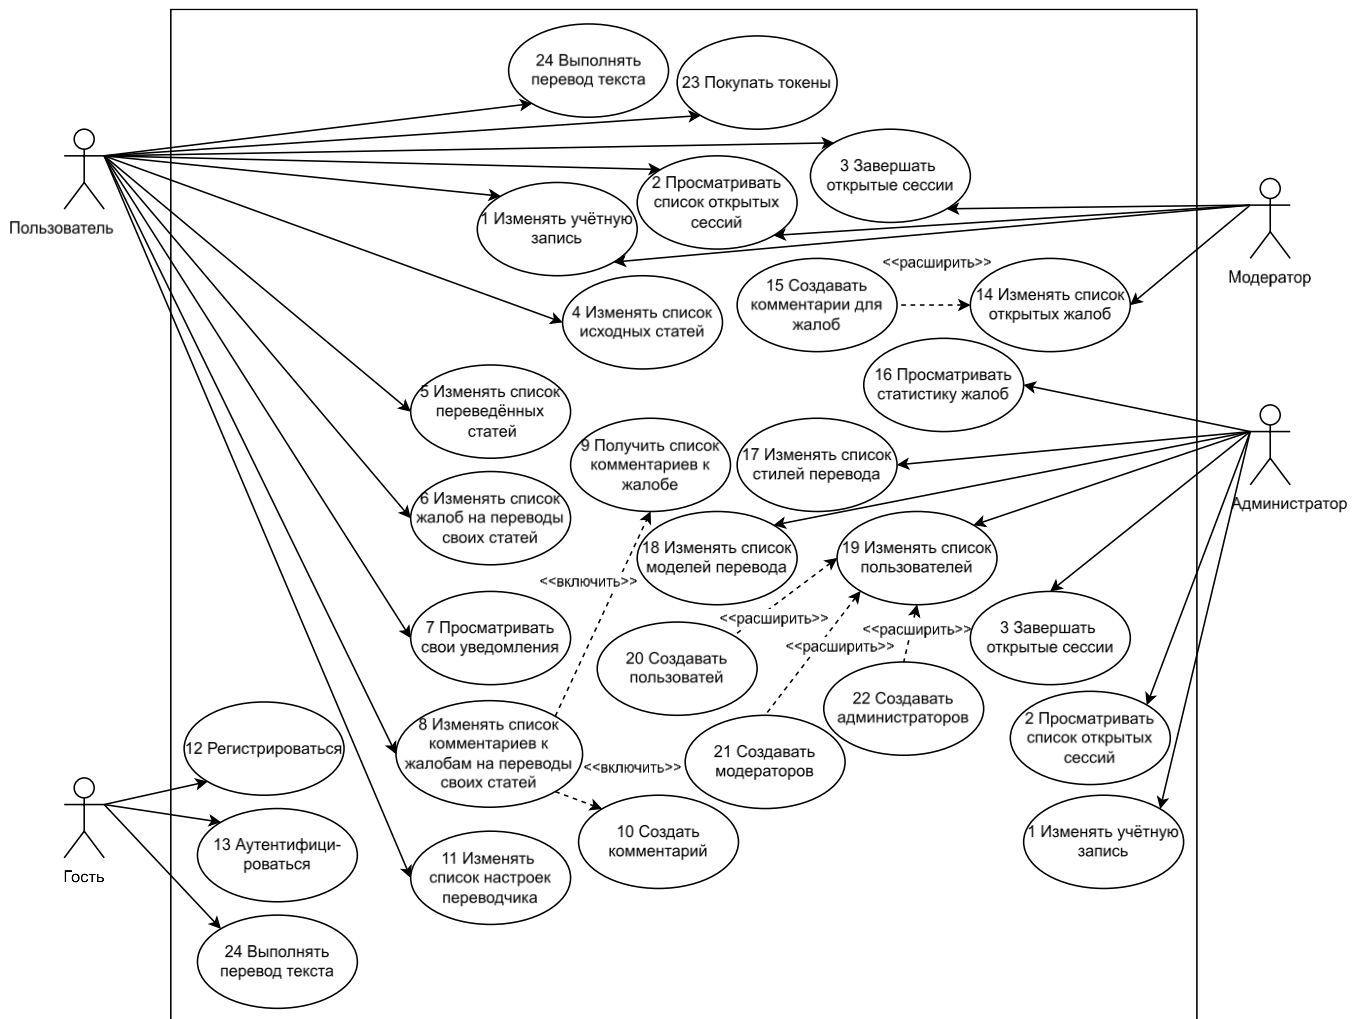 24 Выполнять
перевод текста
23 Покупать токены
3 Завершать
открытые сессии
2 Просматривать
список открытых
сессий
1 Изменять учётную
запись
Пользователь
Модератор
<<расширить>>
15 Создавать
комментарии для
жалоб
14 Изменять список
открытых жалоб
4 Изменять список
исходных статей
16 Просматривать
статистику жалоб
5 Изменять список
переведённых
статей
9 Получить список
комментариев к
жалобе
17 Изменять список
стилей перевода
Администратор
6 Изменять список
жалоб на переводы
своих статей
18 Изменять список
моделей перевода
19 Изменять список
пользователей
<<включить>>
<<расширить>>
<<расширить>>
<<расширить>>
7 Просматривать
свои уведомления
3 Завершать
открытые сессии
20 Создавать
пользоватей
22 Создавать
администраторов
8 Изменять список
комментариев к
жалобам на переводы
своих статей
2 Просматривать
список открытых
сессий
12 Регистрироваться
<<включить>>
21 Создавать
модераторов
10 Создать
комментарий
1 Изменять учётную
запись
13 Аутентифици-
роваться
11 Изменять
список настроек
переводчика
Гость
24 Выполнять
перевод текста